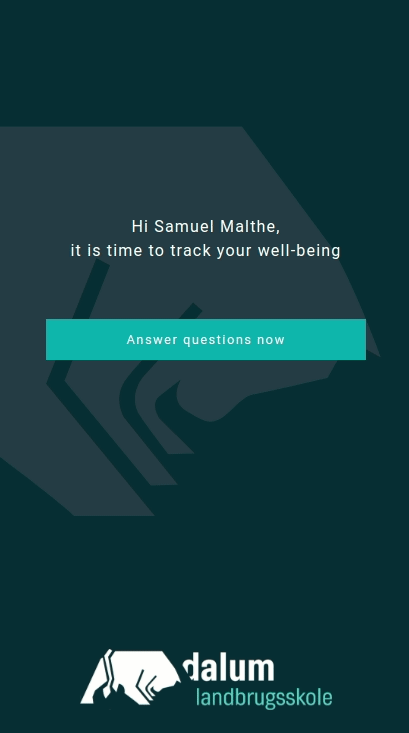 Hi Samuel Malthe,
it is time to track your well-being
Answer questions now
dalum
landbrugsskole